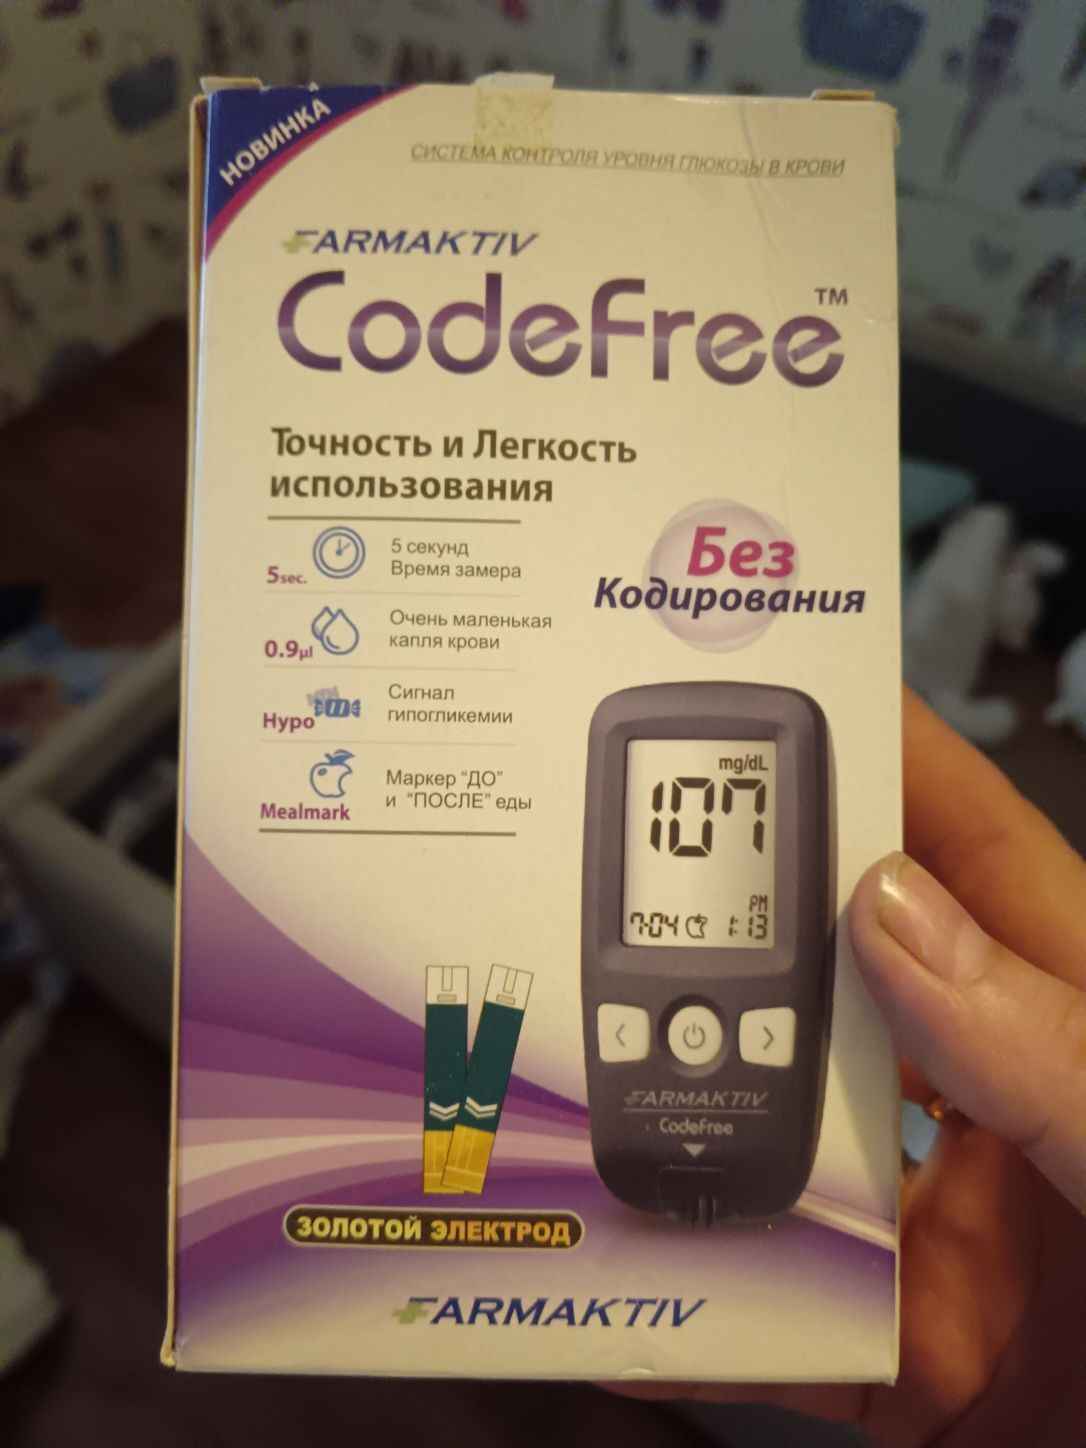 НОВИНКА
СИСТЕМА КОНТРОЛЯ УРОВНЯ ГЛЮКОЗЫ В КРОВИ
FARMAKTIV
CodeFree™
Точность и Легкость
использования
5sec.
5 секунд
Время замера
0.9µl
Очень маленькая
капля крови
Hypo
Сигнал
гипогликемии
Mealmark
Маркер “ДО”
и “ПОСЛЕ” еды
Без
Кодирования
mg/dL
107
PM
7-04 1:13
FARMAKTIV
CodeFree
ЗОЛОТОЙ ЭЛЕКТРОД
FARMAKTIV